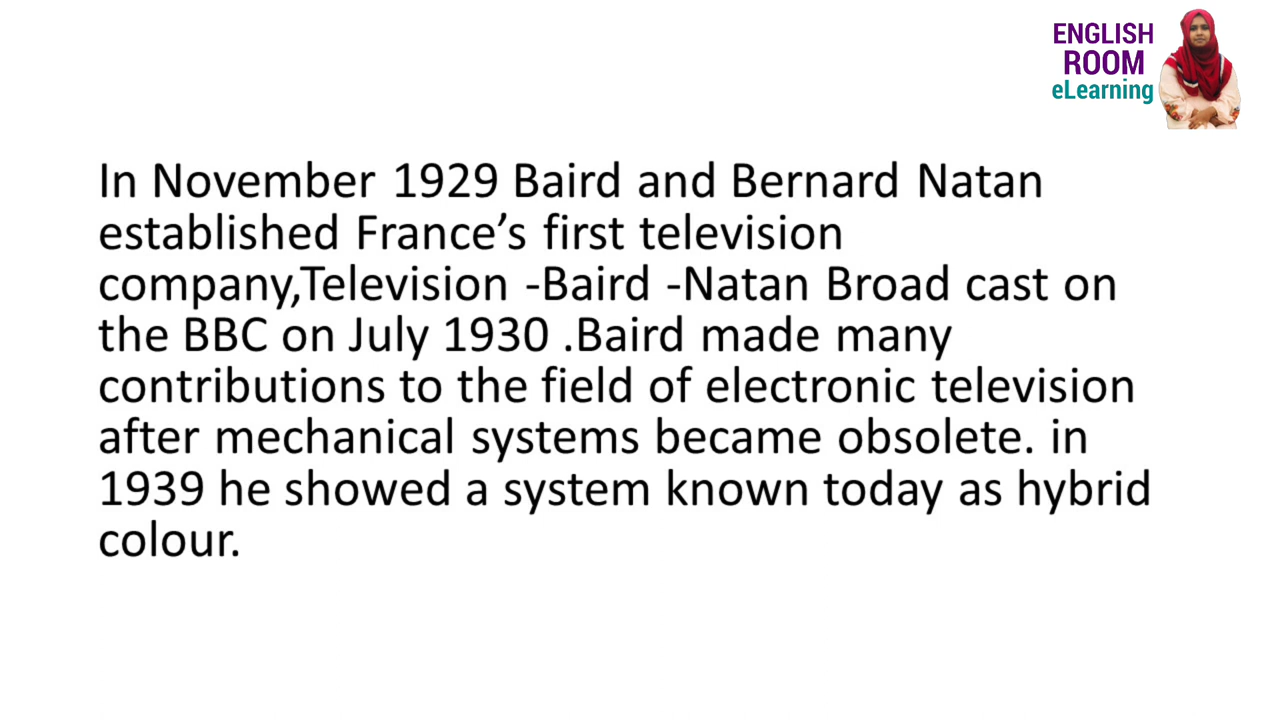 ENGLISH
ROOM
eLearning
In November 1929 Baird and Bernard Natan
established France’s first television
company,Television -Baird -Natan Broad cast on
the BBC on July 1930 .Baird made many
contributions to the field of electronic television
after mechanical systems became obsolete. in
1939 he showed a system known today as hybrid
colour.